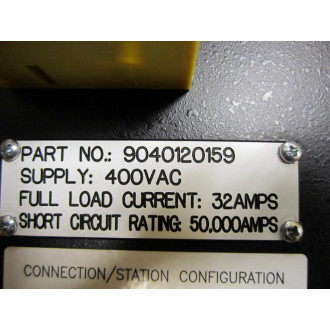 PART NO.: 9040120159
SUPPLY: 400VAC
FULL LOAD CURRENT: 32AMPS
SHORT CIRCUIT RATING: 50,000AMPS
CONNECTION/STATION CONFIGURATION